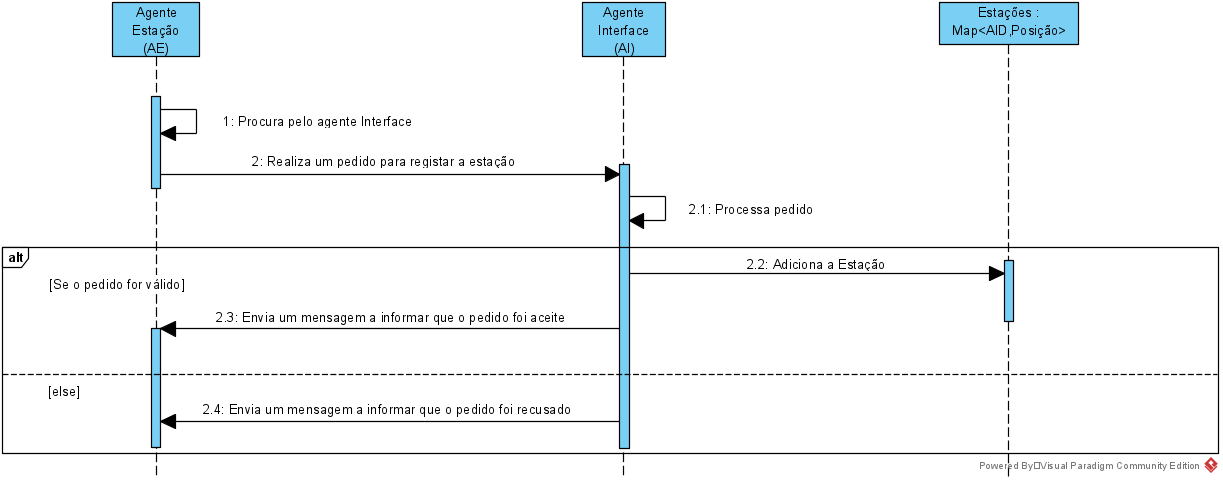 Agente
Estação
(AE)
Agente
Interface
(AI)
Estações :
Map<AID,Posição>
1: Procura pelo agente Interface
2: Realiza um pedido para registar a estação
2.1: Processa pedido
alt
2.2: Adiciona a Estação
[Se o pedido for válido]
2.3: Envia um mensagem a informar que o pedido foi aceite
[else]
2.4: Envia um mensagem a informar que o pedido foi recusado
Powered By Visual Paradigm Community Edition